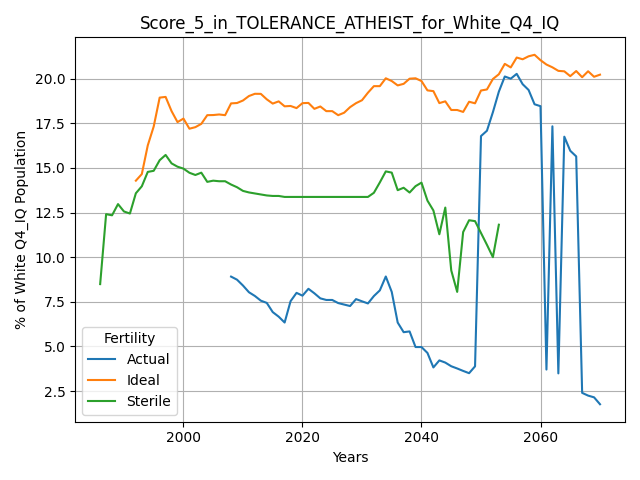 Score_5_in_TOLERANCE_ATHEIST_for_White_Q4_IQ
% of White Q4_IQ Population
20.0
17.5
15.0
12.5
10.0
7.5
5.0
2.5
Fertility
Actual
Ideal
Sterile
2000
2020
2040
2060
Years